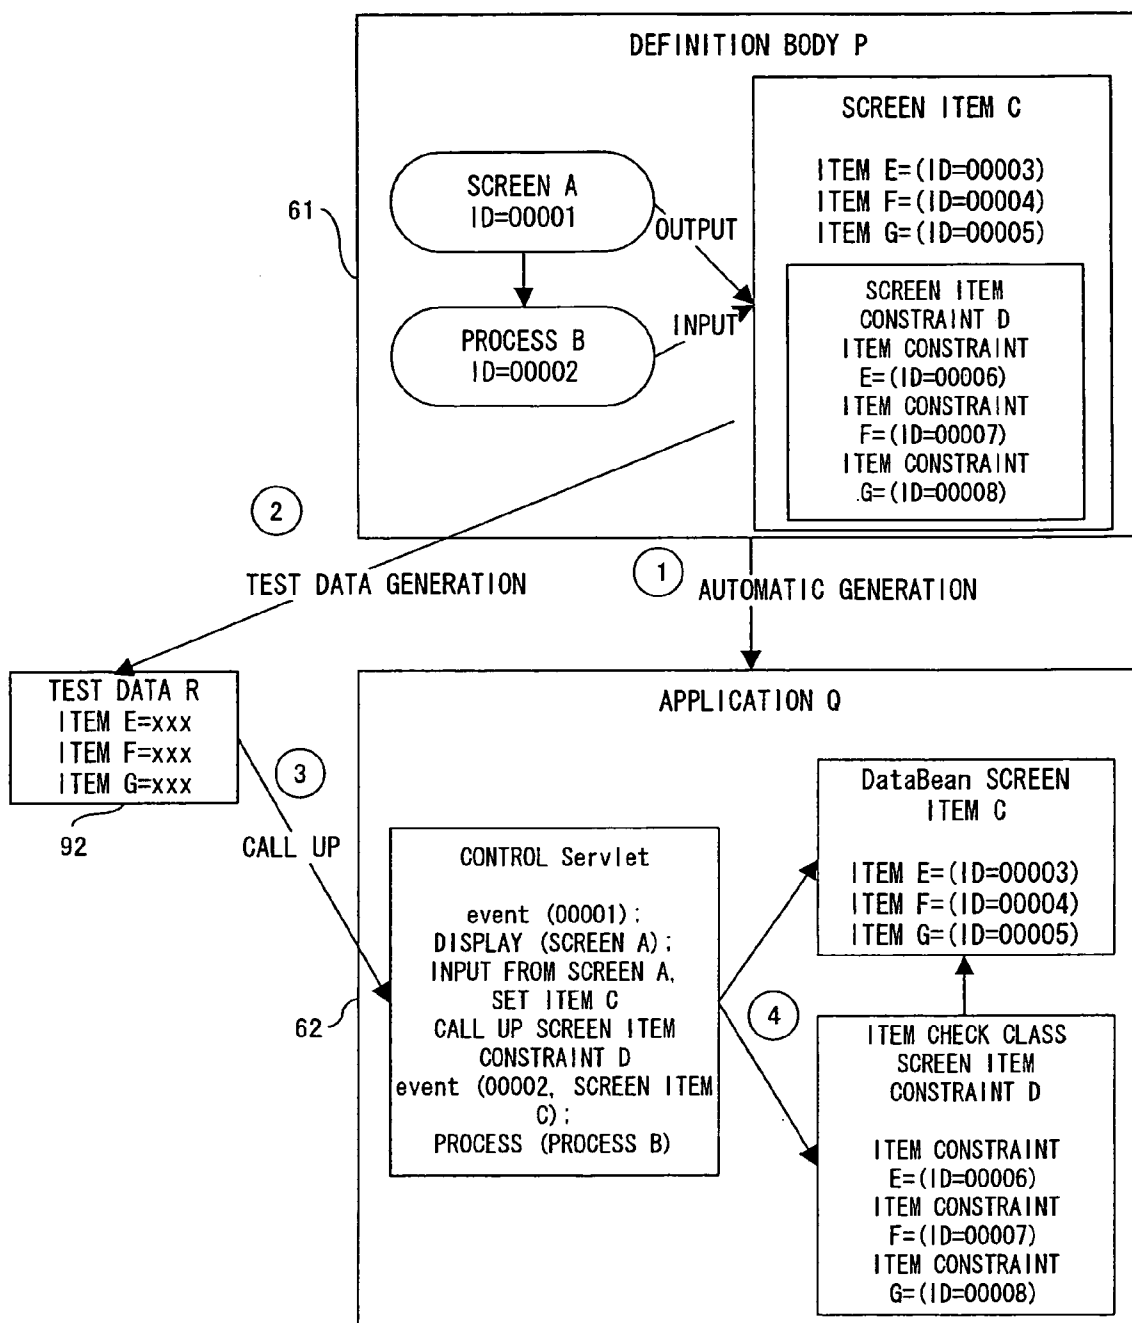 DEFINITION BODY P
SCREEN ITEM C
ITEM E=(ID=00003)
ITEM F=(ID=00004)
ITEM G=(ID=00005)
SCREEN A
ID=00001
61
OUTPUT
SCREEN ITEM
CONSTRAINT D
ITEM CONSTRAINT
E=(ID=00006)
ITEM CONSTRAINT
F=(ID=00007)
ITEM CONSTRAINT
G=(ID=00008)
INPUT
PROCESS B
ID=00002
2
TEST DATA GENERATION
1
AUTOMATIC GENERATION
TEST DATA R
ITEM E=xxx
ITEM F=xxx
ITEM G=xxx
92
3
CALL UP
APPLICATION Q
DataBean SCREEN
ITEM C
ITEM E=(ID=00003)
ITEM F=(ID=00004)
ITEM G=(ID=00005)
CONTROL Servlet
event (00001);
DISPLAY (SCREEN A);
INPUT FROM SCREEN A,
SET ITEM C
CALL UP SCREEN ITEM
CONSTRAINT D
event (00002, SCREEN ITEM
C);
PROCESS (PROCESS B)
62
4
ITEM CHECK CLASS
SCREEN ITEM
CONSTRAINT D
ITEM CONSTRAINT
E=(ID=00006)
ITEM CONSTRAINT
F=(ID=00007)
ITEM CONSTRAINT
G=(ID=00008)